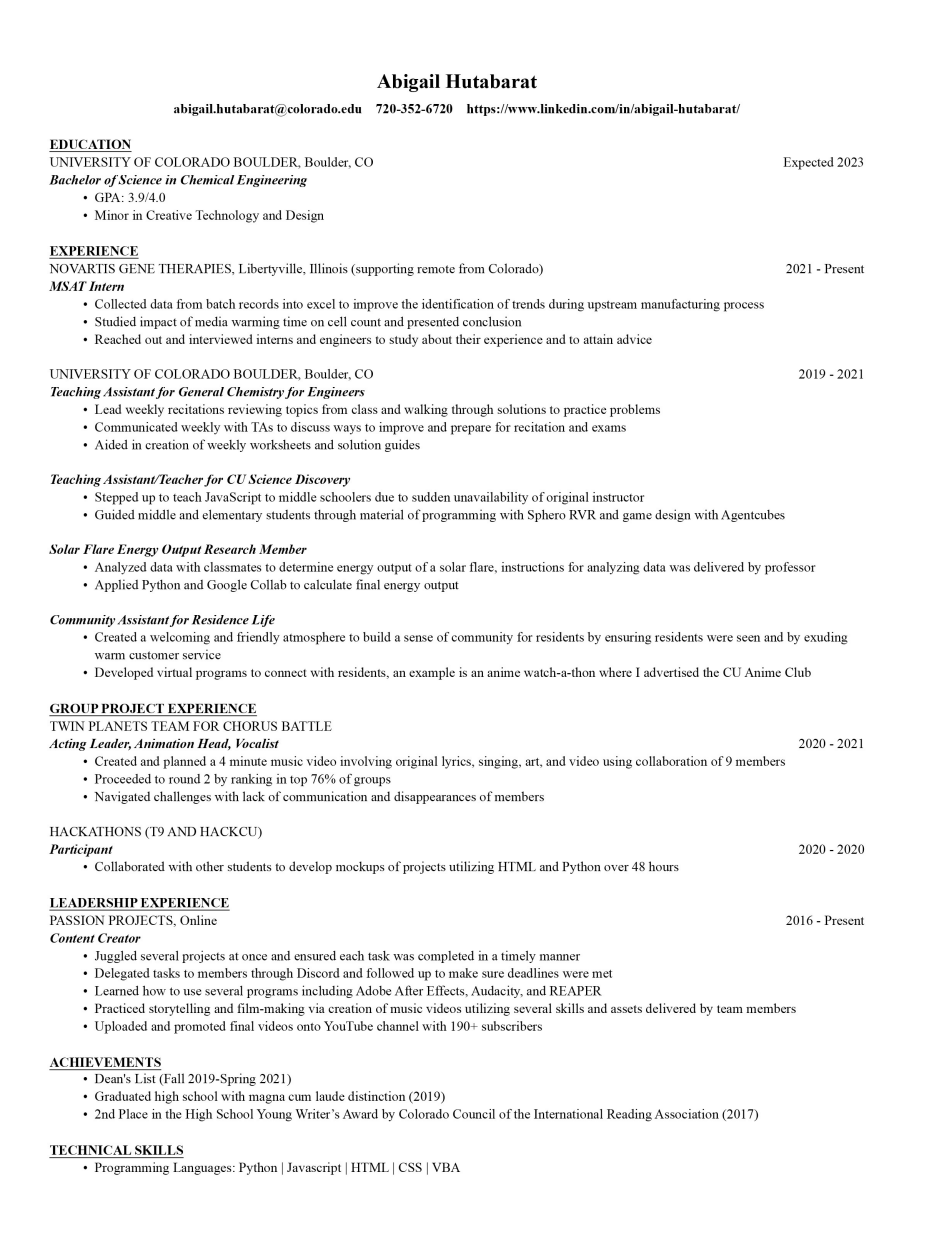 Abigail Hutabarat
abigail.hutabarat@colorado.edu 720-352-6720 https://www.linkedin.com/in/abigail-hutabarat/
EDUCATION
UNIVERSITY OF COLORADO BOULDER, Boulder, CO Expected 2023
Bachelor of Science in Chemical Engineering
• GPA: 3.9/4.0
• Minor in Creative Technology and Design
EXPERIENCE
NOVARTIS GENE THERAPIES, Libertyville, Illinois (supporting remote from Colorado) 2021 - Present
MSAT Intern
• Collected data from batch records into excel to improve the identification of trends during upstream manufacturing process
• Studied impact of media warming time on cell count and presented conclusion
• Reached out and interviewed interns and engineers to study about their experience and to attain advice
UNIVERSITY OF COLORADO BOULDER, Boulder, CO 2019 - 2021
Teaching Assistant for General Chemistry for Engineers
• Lead weekly recitations reviewing topics from class and walking through solutions to practice problems
• Communicated weekly with TAs to discuss ways to improve and prepare for recitation and exams
• Aided in creation of weekly worksheets and solution guides
Teaching Assistant/Teacher for CU Science Discovery
• Stepped up to teach JavaScript to middle schoolers due to sudden unavailability of original instructor
• Guided middle and elementary students through material of programming with Sphero RVR and game design with Agentcubes
Solar Flare Energy Output Research Member
• Analyzed data with classmates to determine energy output of a solar flare, instructions for analyzing data was delivered by professor
• Applied Python and Google Collab to calculate final energy output
Community Assistant for Residence Life
• Created a welcoming and friendly atmosphere to build a sense of community for residents by ensuring residents were seen and by exuding
warm customer service
• Developed virtual programs to connect with residents, an example is an anime watch-a-thon where I advertised the CU Anime Club
GROUP PROJECT EXPERIENCE
TWIN PLANETS TEAM FOR CHORUS BATTLE
Acting Leader, Animation Head, Vocalist 2020 - 2021
• Created and planned a 4 minute music video involving original lyrics, singing, art, and video using collaboration of 9 members
• Proceeded to round 2 by ranking in top 76% of groups
• Navigated challenges with lack of communication and disappearances of members
HACKATHONS (T9 AND HACKCU)
Participant 2020 - 2020
• Collaborated with other students to develop mockups of projects utilizing HTML and Python over 48 hours
LEADERSHIP EXPERIENCE
PASSION PROJECTS, Online 2016 - Present
Content Creator
• Juggled several projects at once and ensured each task was completed in a timely manner
• Delegated tasks to members through Discord and followed up to make sure deadlines were met
• Learned how to use several programs including Adobe After Effects, Audacity, and REAPER
• Practiced storytelling and film-making via creation of music videos utilizing several skills and assets delivered by team members
• Uploaded and promoted final videos onto YouTube channel with 190+ subscribers
ACHIEVEMENTS
• Dean's List (Fall 2019-Spring 2021)
• Graduated high school with magna cum laude distinction (2019)
• 2nd Place in the High School Young Writer’s Award by Colorado Council of the International Reading Association (2017)
TECHNICAL SKILLS
• Programming Languages: Python | Javascript | HTML | CSS | VBA